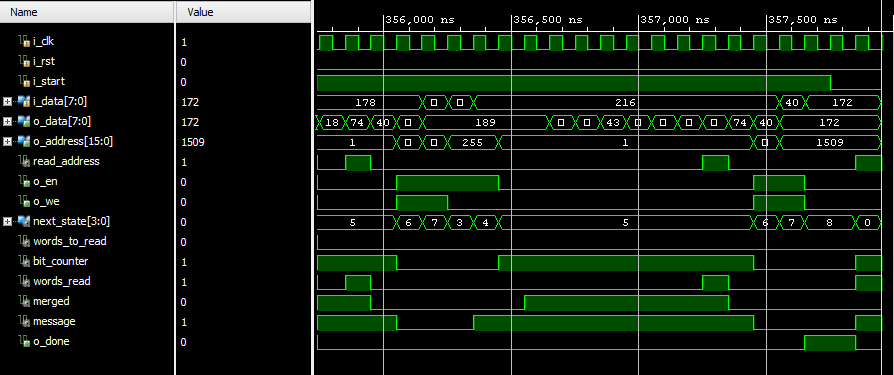 Name Value 356,000 ns 356,500 ns 357,000 ns 357,500 ns
i_clk 1
i_rst 0
i_start 0
i_data[7:0] 172 178 216 40 172
o_data[7:0] 172 18 74 40 189 43 74 40 172
o_address[15:0] 1509 1 255 1 1509
read_address 1
o_en 0
o_we 0
next_state[3:0] 0 5 6 7 3 4 5 6 7 8 0
words_to_read 0
bit_counter 1
words_read 1
merged 0
message 1
o_done 0